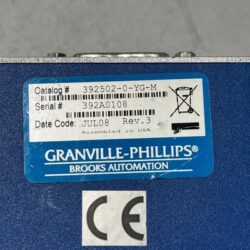 Catalog # 392502-0-YG-M
Serial # 392A0108
Date Code: JUL08 Rev.3
Assembled in USA
GRANVILLE-PHILLIPS®
BROOKS AUTOMATION
CE